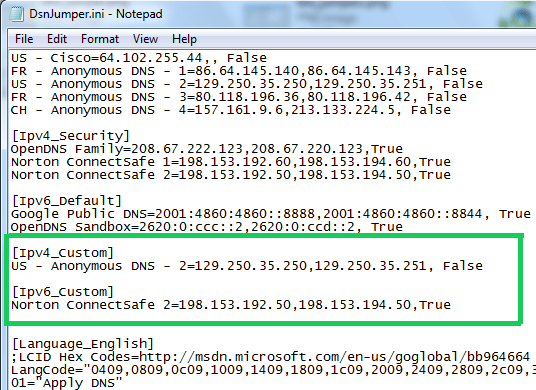 DsnJumper.ini - Notepad
File Edit Format View Help
US - Cisco=64.102.255.44,, False
FR - Anonymous DNS - 1=86.64.145.140,86.64.145.143, False
US - Anonymous DNS - 2=129.250.35.250,129.250.35.251, False
FR - Anonymous DNS - 3=80.118.196.36,80.118.196.42, False
CH - Anonymous DNS - 4=157.161.9.6,213.133.224.5, False
[Ipv4_Security]
OpenDNS Family=208.67.222.123,208.67.220.123,True
Norton ConnectSafe 1=198.153.192.60,198.153.194.60,True
Norton ConnectSafe 2=198.153.192.50,198.153.194.50,True
[Ipv6_Default]
Google Public DNS=2001:4860:4860::8888,2001:4860:4860::8844, True
OpenDNS Sandbox=2620:0:ccc::2,2620:0:ccd::2, True
[Ipv4_Custom]
US - Anonymous DNS - 2=129.250.35.250,129.250.35.251, False
[Ipv6_Custom]
Norton ConnectSafe 2=198.153.192.50,198.153.194.50,True
[Language_English]
;LCID Hex Codes=http://msdn.microsoft.com/en-us/goglobal/bb964664
LangCode="0409,0809,0c09,1009,1409,1809,1c09,2009,2409,2809,2c09,3
01="Apply DNS"